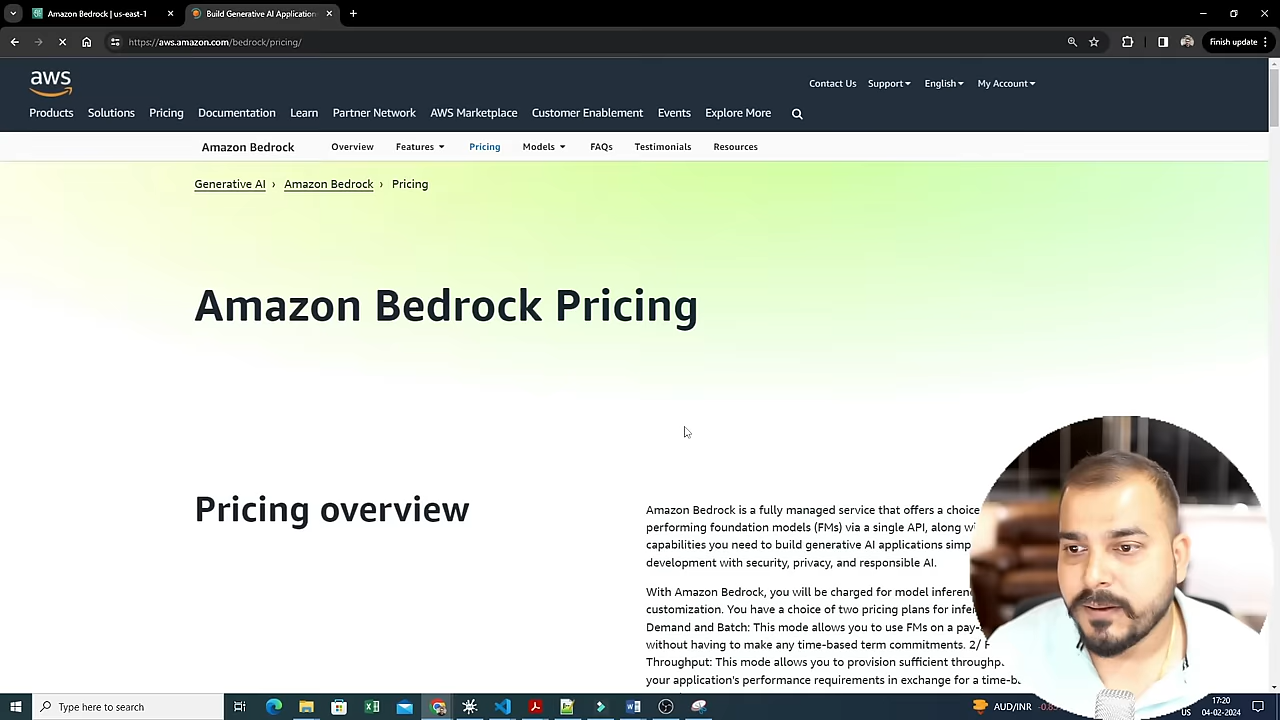 Amazon Bedrock | us-east-1
Build Generative AI Application
https://aws.amazon.com/bedrock/pricing/
Finish update
aws
Contact Us Support English My Account
Products Solutions Pricing Documentation Learn Partner Network AWS Marketplace Customer Enablement Events Explore More
Amazon Bedrock Overview Features Pricing Models FAQs Testimonials Resources
Generative AI › Amazon Bedrock › Pricing
Amazon Bedrock Pricing
Pricing overview
Amazon Bedrock is a fully managed service that offers a choice
performing foundation models (FMs) via a single API, along
capabilities you need to build generative AI applications
development with security, privacy, and responsible AI.
With Amazon Bedrock, you will be charged for model
customization. You have a choice of two pricing plans for
Demand and Batch: This mode allows you to use FMs on a
without having to make any time-based term commitments. 2/
Throughput: This mode allows you to provision sufficient
your application's performance requirements in exchange for a
Type here to search
AUD/INR
US
17:20
04-02-2024